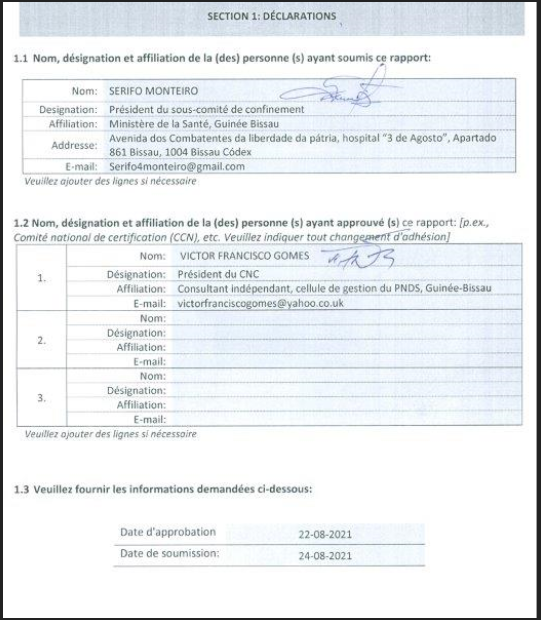 SECTION 1: DÉCLARATIONS
1.1 Nom, désignation et affiliation de la (des) personne (s) ayant soumis ce rapport:
Nom: SERIFO MONTEIRO
Designation: Président du sous-comité de confinement
Affiliation: Ministère de la Santé, Guinée Bissau
Addresse: Avenida dos Combatentes da liberdade da pátria, hospital "3 de Agosto", Apartado
861 Bissau, 1004 Bissau Códex
E-mail: Serifo4monteiro@gmail.com
Veuillez ajouter des lignes si nécessaire
1.2 Nom, désignation et affiliation de la (des) personne (s) ayant approuvé (s) ce rapport: [p.ex.,
Comité national de certification (CCN), etc. Veuillez indiquer tout changement d'adhésion]
1.
Nom: VICTOR FRANCISCO GOMES
Désignation: Président du CNC
Affiliation: Consultant indépendant, cellule de gestion du PNDS, Guinée-Bissau
E-mail: victorfranciscogomes@yahoo.co.uk
2.
Nom:
Désignation:
Affiliation:
E-mail:
3.
Nom:
Désignation:
Affiliation:
E-mail:
Veuillez ajouter des lignes si nécessaire
1.3 Veuillez fournir les informations demandées ci-dessous:
Date d'approbation 22-08-2021
Date de soumission: 24-08-2021